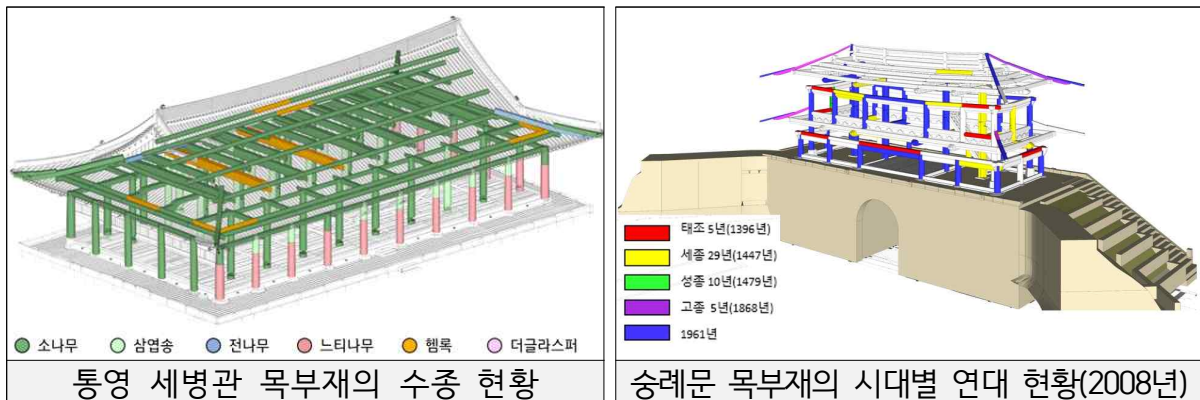 소나무 삼엽송 전나무 느티나무 헴록 더글라스퍼
통영 세병관 목부재의 수종 현황
태조 5년(1396년)
세종 29년(1447년)
성종 10년(1479년)
고종 5년(1868년)
1961년
숭례문 목부재의 시대별 연대 현황(2008년)